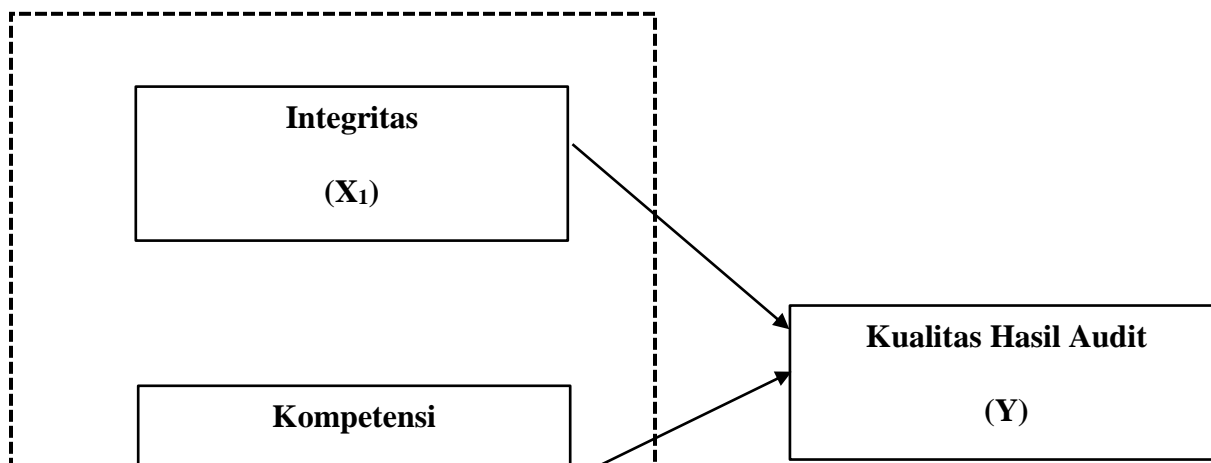 Integritas
(X₁)
Kualitas Hasil Audit
Kompetensi
(Y)